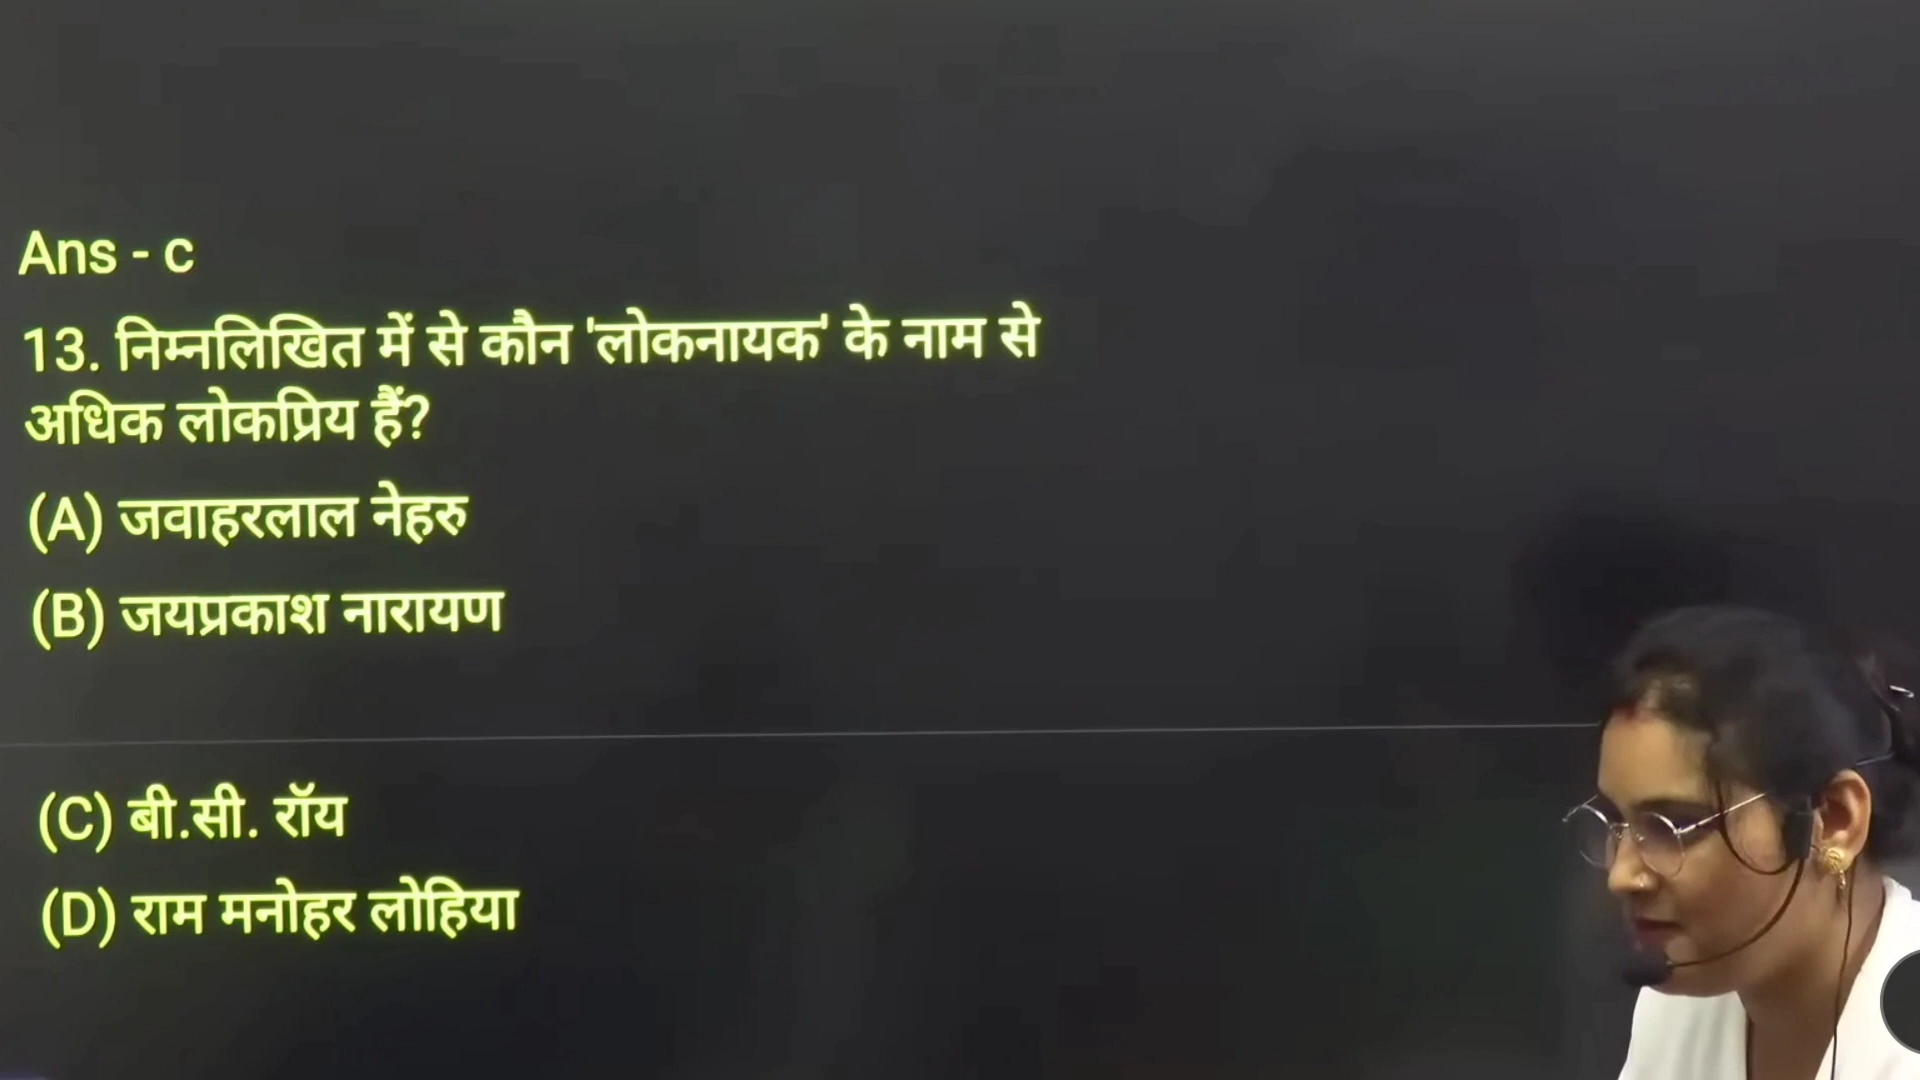 Ans - c
13. निम्नलिखित में से कौन 'लोकनायक' के नाम से
अधिक लोकप्रिय हैं?
(A) जवाहरलाल नेहरु
(B) जयप्रकाश नारायण
(C) बी.सी. रॉय
(D) राम मनोहर लोहिया